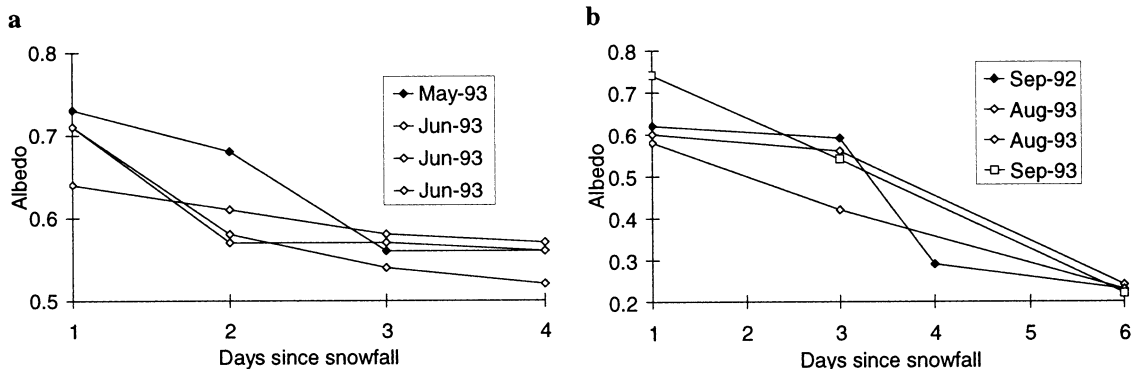 a
0.8
0.7
0.6
0.5
Albedo
1 2 3 4
Days since snowfall
May-93
Jun-93
Jun-93
Jun-93
b
0.8
0.7
0.6
0.5
0.4
0.3
0.2
Albedo
1 2 3 4 5 6
Days since snowfall
Sep-92
Aug-93
Aug-93
Sep-93